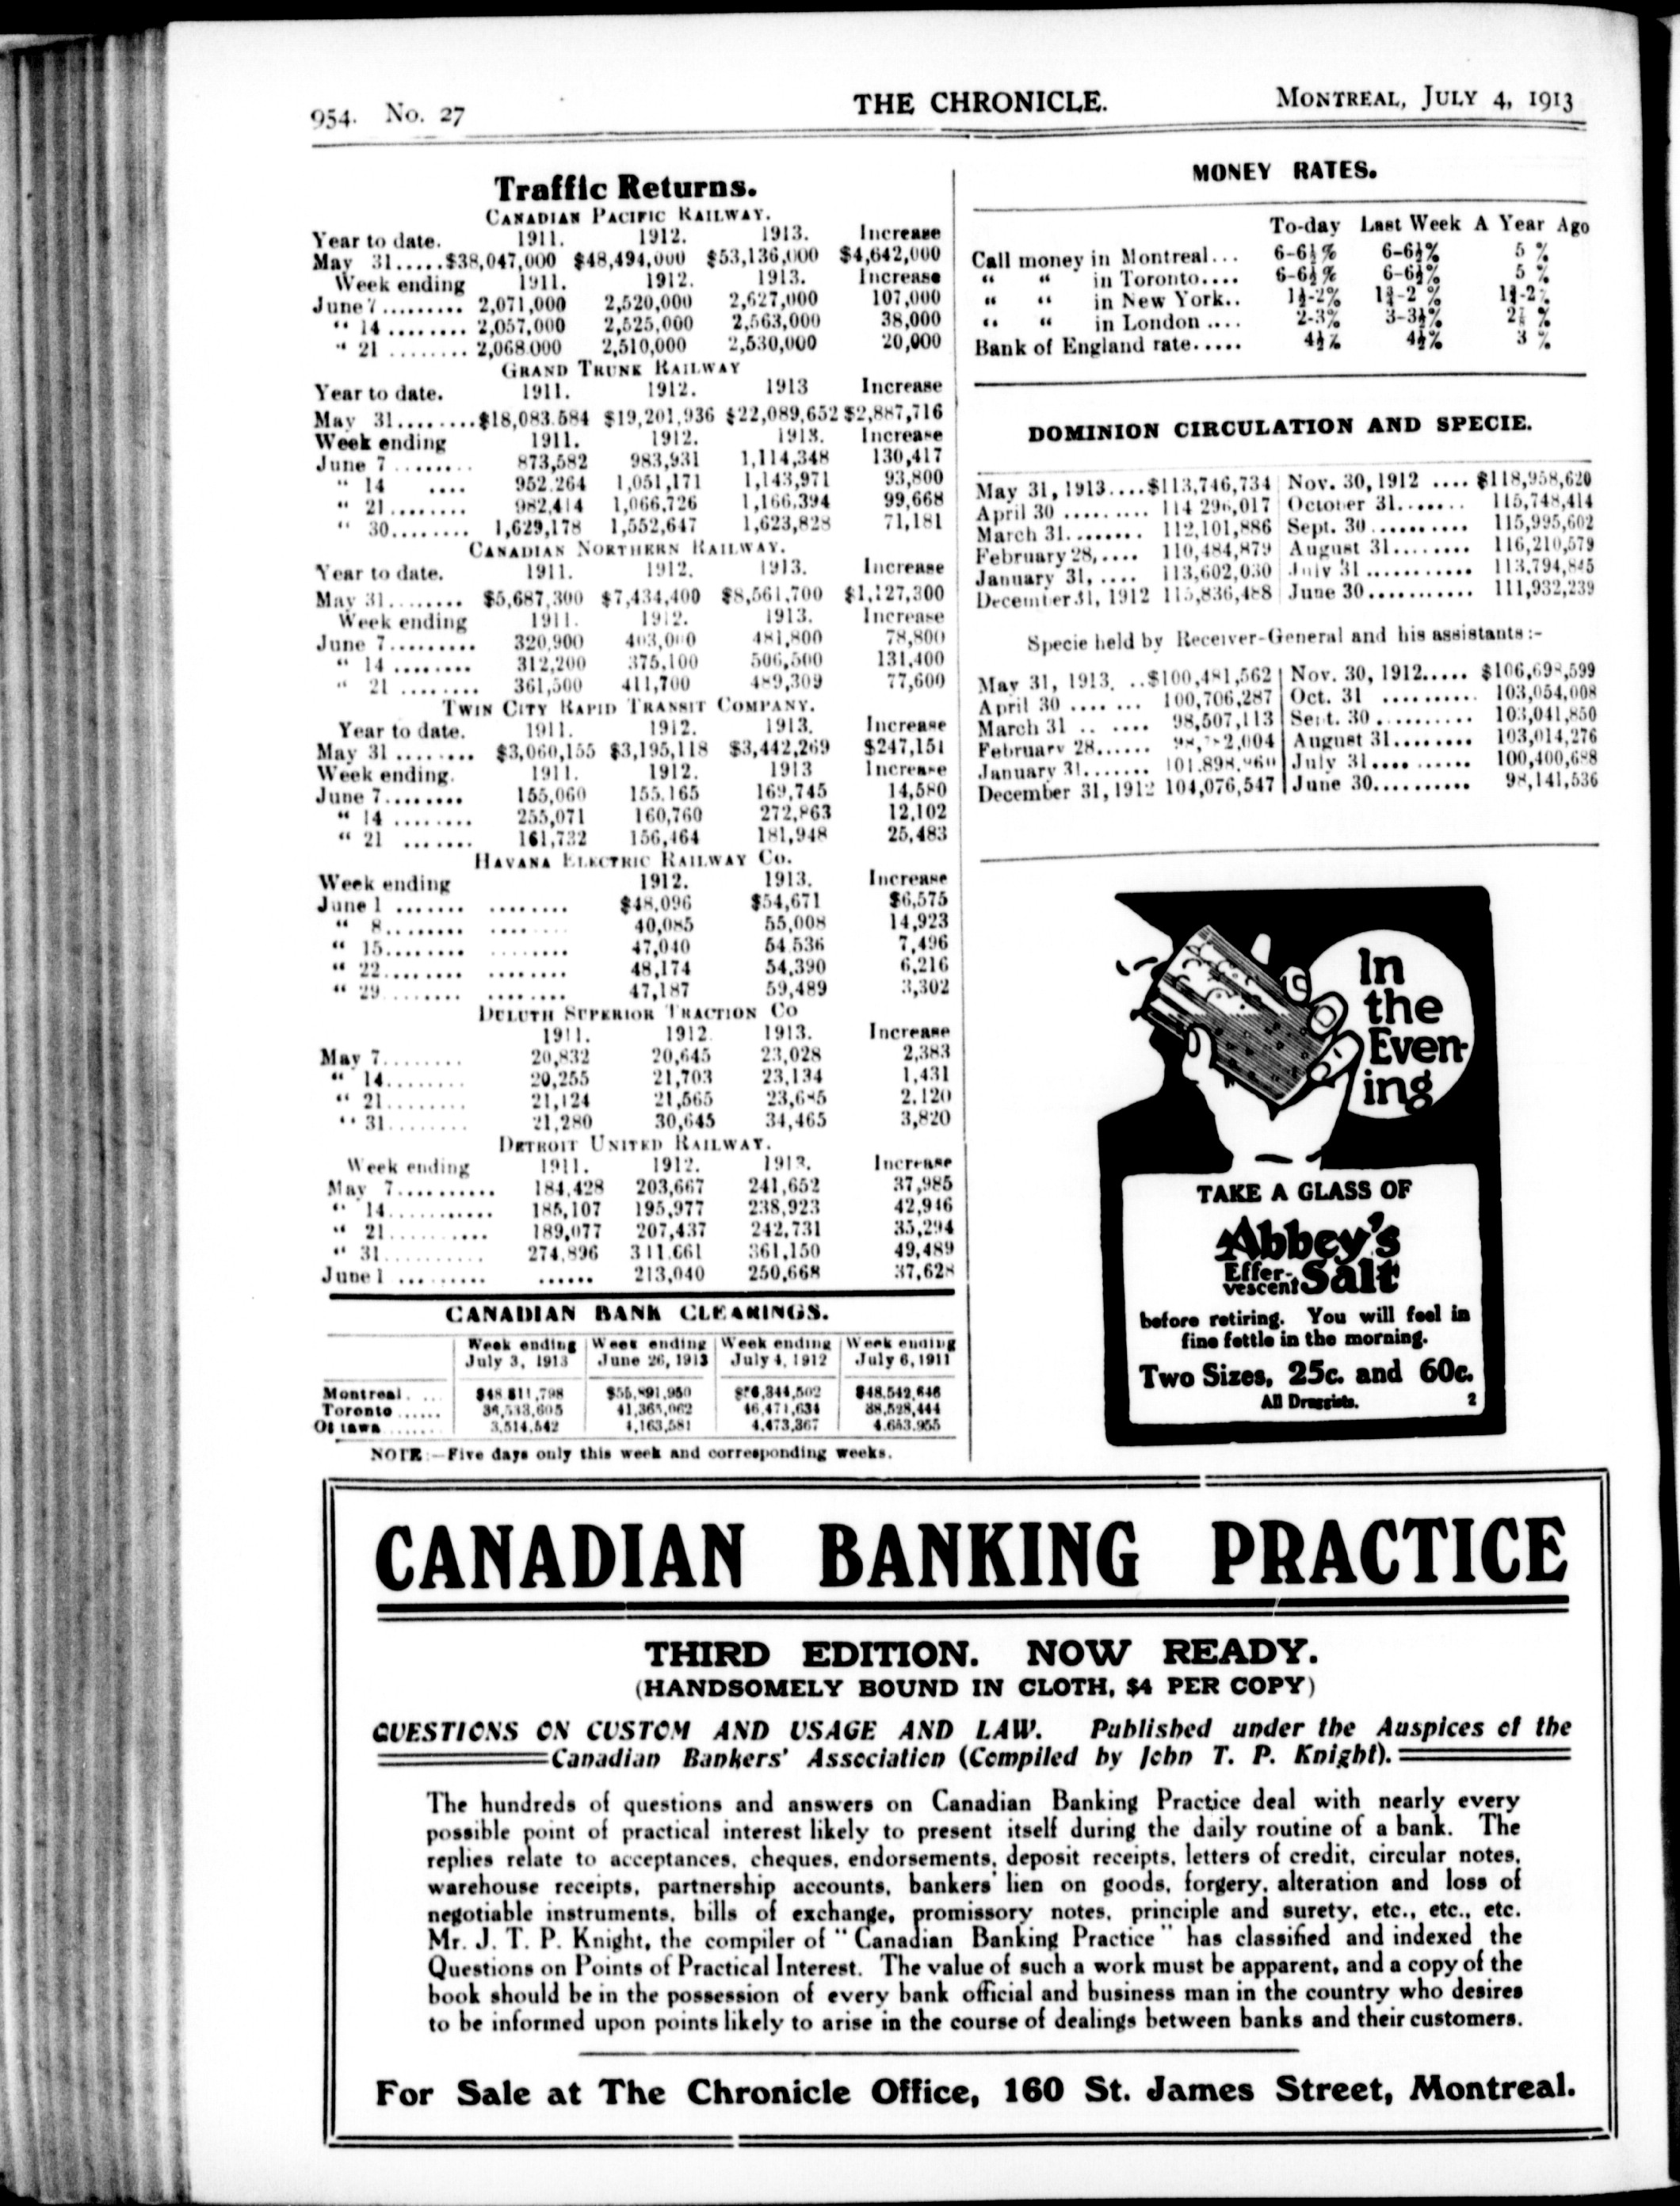 954. No. 27 THE CHRONICLE. MONTREAL, JULY 4, 1913
Traffic Returns.
CANADIAN PACIFIC RAILWAY.
Year to date. 1911. 1912. 1913. Increase
May 31.....$38,047,000 $48,494,000 $53,136,000 $4,642,000
Week ending 1911. 1912. 1913. Increase
June 7......... 2,071,000 2,520,000 2,627,000 107,000
“ 14 ........ 2,057,000 2,525,000 2,563,000 38,000
“ 21 ........ 2,068.000 2,510,000 2,530,000 20,000
GRAND TRUNK RAILWAY
Year to date. 1911. 1912. 1913 Increase
May 31.........$18,083.584 $19,201,936 $22,089,652 $2,887,716
Week ending 1911. 1912. 1913. Increase
June 7 ........ 873,582 983,931 1,114,348 130,417
“ 14 .... 952.264 1,051,171 1,143,971 93,800
“ 21........ 982,414 1,066,726 1,166,394 99,668
“ 30........ 1,629,178 1,552,647 1,623,828 71,181
CANADIAN NORTHERN RAILWAY.
Year to date. 1911. 1912. 1913. Increase
May 31........ $5,687,300 $7,434,400 $8,561,700 $1,127,300
Week ending 1911. 1912. 1913. Increase
June 7......... 320,900 403,000 481,800 78,800
“ 14 ........ 312,200 375,100 506,500 131,400
“ 21 ........ 361,500 411,700 489,309 77,600
TWIN CITY RAPID TRANSIT COMPANY.
Year to date. 1911. 1912. 1913. Increase
May 31 ........ $3,060,155 $3,195,118 $3,442,269 $247,151
Week ending. 1911. 1912. 1913 Increase
June 7........ 155,060 155.165 169,745 14,580
“ 14 ........ 255,071 160,760 272,863 12,102
“ 21 ....... 161,732 156,464 181,948 25,483
HAVANA ELECTRIC RAILWAY CO.
Week ending 1912. 1913. Increase
June 1 ....... ........ $48,096 $54,671 $6,575
“ 8........ ........ 40,085 55,008 14,923
“ 15........ ........ 47,040 54 536 7,496
“ 22........ ........ 48,174 54,390 6,216
“ 29........ ........ 47,187 59,489 3,302
DULUTH SUPERIOR TRACTION CO
1911. 1912. 1913. Increase
May 7........ 20,832 20,645 23,028 2,383
“ 14........ 20,255 21,703 23,134 1,431
“ 21........ 21,124 21,565 23,685 2.120
“ 31........ 21,280 30,645 34,465 3,820
DETROIT UNITED RAILWAY.
Week ending 1911. 1912. 1913. Increase
May 7.......... 184,428 203,667 241,652 37,985
“ 14........... 185,107 195,977 238,923 42,946
“ 21.......... 189,077 207,437 242,731 35,294
“ 31.......... 274,896 311.661 361,150 49,489
June 1 ......... ...... 213,040 250,668 37,628
CANADIAN BANK CLEARINGS.
Week ending Week ending Week ending Week ending
July 3, 1913 June 26, 1913 July 4, 1912 July 6, 1911
Montreal. .... $48 811,798 $55,891,950 $48,542,646
Toronto ...... 41,365,062 46,471,634 38,528,444
Ottawa ........ 3,514,542 4,163,581 4,473,367 4.653,955
NOTE:—Five days only this week and corresponding weeks.
MONEY RATES.
To-day Last Week A Year Ago
Call money in Montreal... 6-6½% 6-6½% 5 %
“ “ in Toronto.... 6-6½% 6-6½% 5 %
“ “ in New York..
“ “ in London .... 2-3% 3-3½%
Bank of England rate..... 4½% 4½% 3 %
DOMINION CIRCULATION AND SPECIE.
May 31, 1913....$113,746,734 Nov. 30, 1912 .... $118,958,620
April 30 ......... 114 296,017 October 31....... 115,748,414
March 31........ 112,101,886 Sept. 30.......... 115,995,602
February 28, .... 110,484,879 August 31........ 116,210,579
January 31, .... 113,602,030 July 31 ........... 113,794,845
December 31, 1912 115,836,488 June 30........... 111,932,239
Specie held by Receiver-General and his assistants :-
May 31, 1913. ..$100,481,562 Nov. 30, 1912..... $106,698,599
April 30 .... ... 100,706,287 Oct. 31 .......... 103,054,008
March 31 .. .... 98,507,113 Sept. 30 .......... 103,041,850
February 28...... August 31........ 103,014,276
January 31....... 101.898,960 July 31.... ...... 100,400,688
December 31, 1912 104,076,547 June 30.......... 98,141,536
In
the
Even-
ing
TAKE A GLASS OF
Abbey's
Effer-
vescent Salt
before retiring. You will feel in
fine fettle in the morning.
Two Sizes, 25c. and 60c.
All Druggists. 2
CANADIAN BANKING PRACTICE
THIRD EDITION. NOW READY.
(HANDSOMELY BOUND IN CLOTH, $4 PER COPY)
QUESTIONS ON CUSTOM AND USAGE AND LAW. Published under the Auspices of the
Canadian Bankers' Association (Compiled by John T. P. Knight).
The hundreds of questions and answers on Canadian Banking Practice deal with nearly every
possible point of practical interest likely to present itself during the daily routine of a bank. The
replies relate to acceptances, cheques, endorsements, deposit receipts, letters of credit, circular notes,
warehouse receipts, partnership accounts, bankers' lien on goods, forgery, alteration and loss of
negotiable instruments, bills of exchange, promissory notes, principle and surety, etc., etc., etc.
Mr. J. T. P. Knight, the compiler of “Canadian Banking Practice” has classified and indexed the
Questions on Points of Practical Interest. The value of such a work must be apparent, and a copy of the
book should be in the possession of every bank official and business man in the country who desires
to be informed upon points likely to arise in the course of dealings between banks and their customers.
For Sale at The Chronicle Office, 160 St. James Street, Montreal.